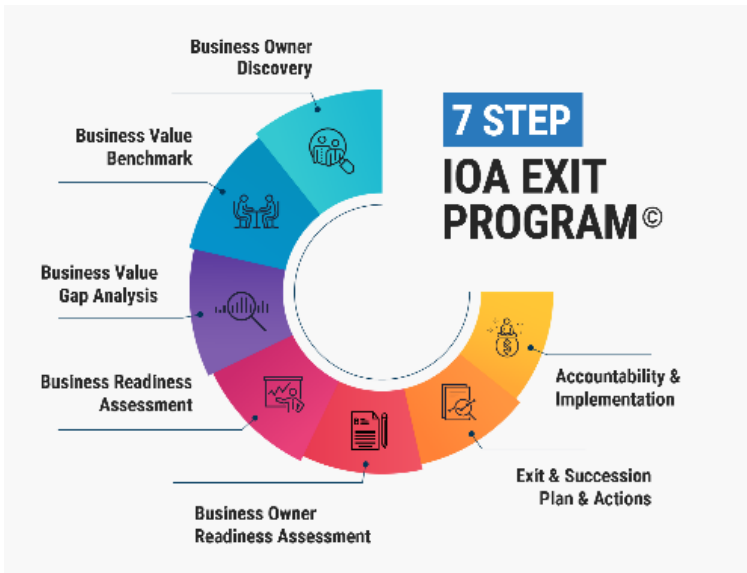 Business Owner
Discovery
7 STEP
IOA EXIT
PROGRAM©
Business Value
Benchmark
Business Value
Gap Analysis
Business Readiness
Assessment
Business Owner
Readiness Assessment
Exit & Succession
Plan & Actions
Accountability &
Implementation